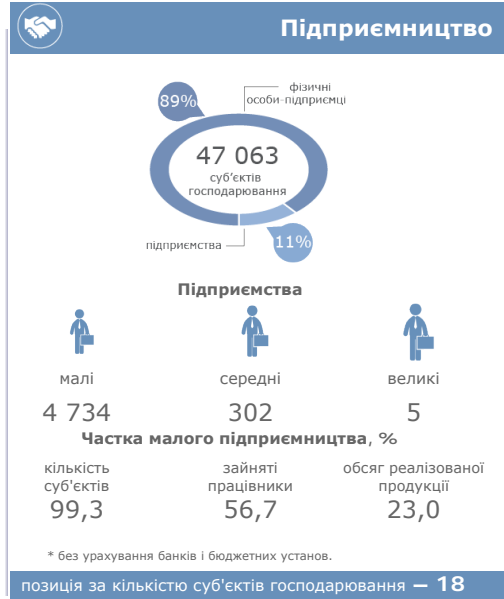 Підприємництво
89%
фізичні
особи-підприємці
47 063
суб’єктів
господарювання
підприємства
11%
Підприємства
малі
середні
великі
4 734
302
5
Частка малого підприємництва, %
кількість
суб'єктів
зайняті
працівники
обсяг реалізованої
продукції
99,3
56,7
23,0
* без урахування банків і бюджетних установ.
позиція за кількістю суб'єктів господарювання — 18